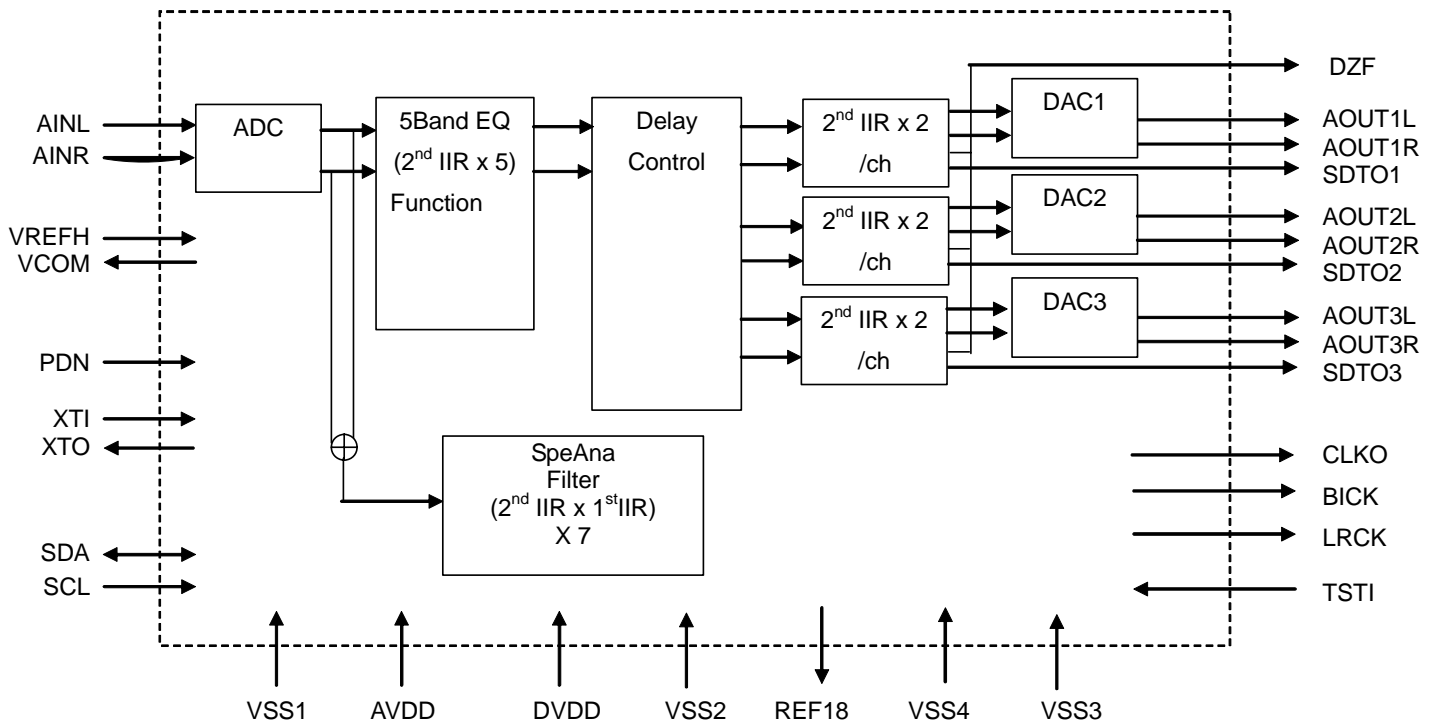 DZF
AINL
AINR
ADC
5Band EQ
(2nd IIR x 5)
Function
Delay
Control
2nd IIR x 2
/ch
DAC1
AOUT1L
AOUT1R
SDTO1
VREFH
VCOM
2nd IIR x 2
/ch
DAC2
AOUT2L
AOUT2R
SDTO2
2nd IIR x 2
/ch
DAC3
AOUT3L
AOUT3R
SDTO3
PDN
XTI
XTO
SpeAna
Filter
(2nd IIR x 1stIIR)
X 7
CLKO
BICK
LRCK
TSTI
SDA
SCL
VSS1
AVDD
DVDD
VSS2
REF18
VSS4
VSS3